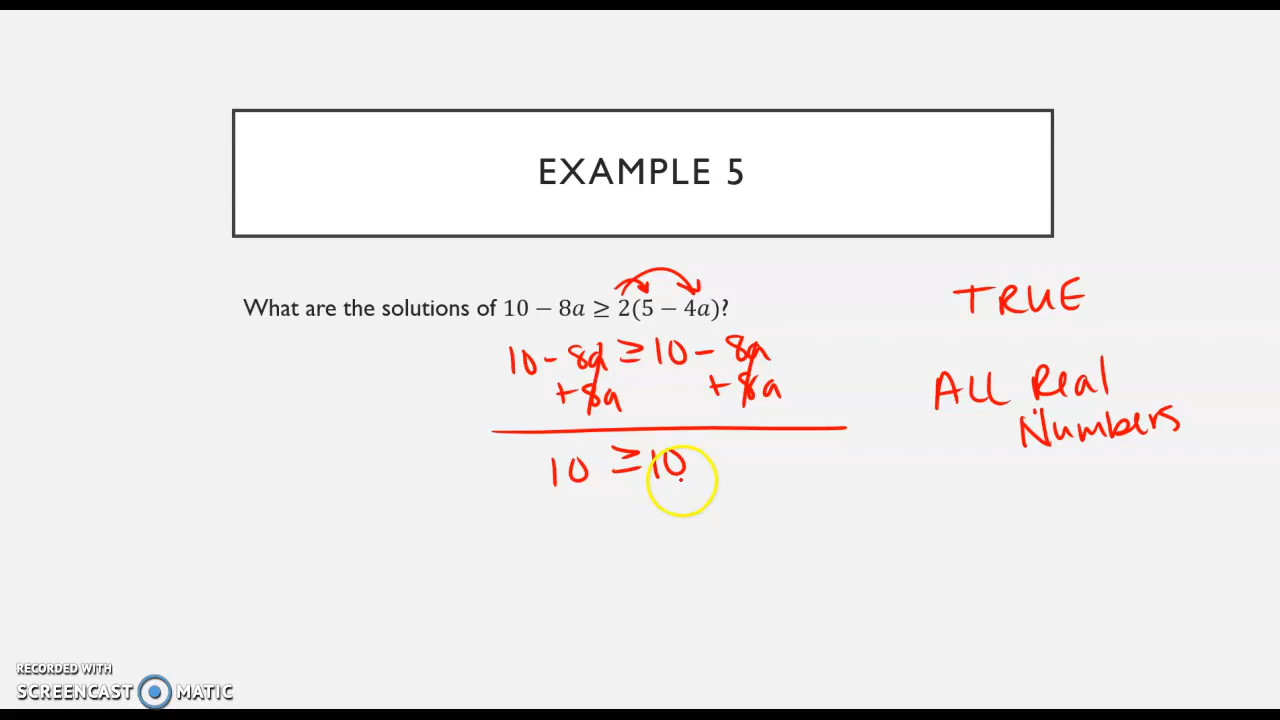 EXAMPLE 5
What are the solutions of 10 − 8a ≥ 2(5 − 4a)?
10 - 8a ≥ 10 - 8a
+8a +8a
10 ≥ 10
TRUE
ALL Real
Numbers
RECORDED WITH
SCREENCAST MATIC